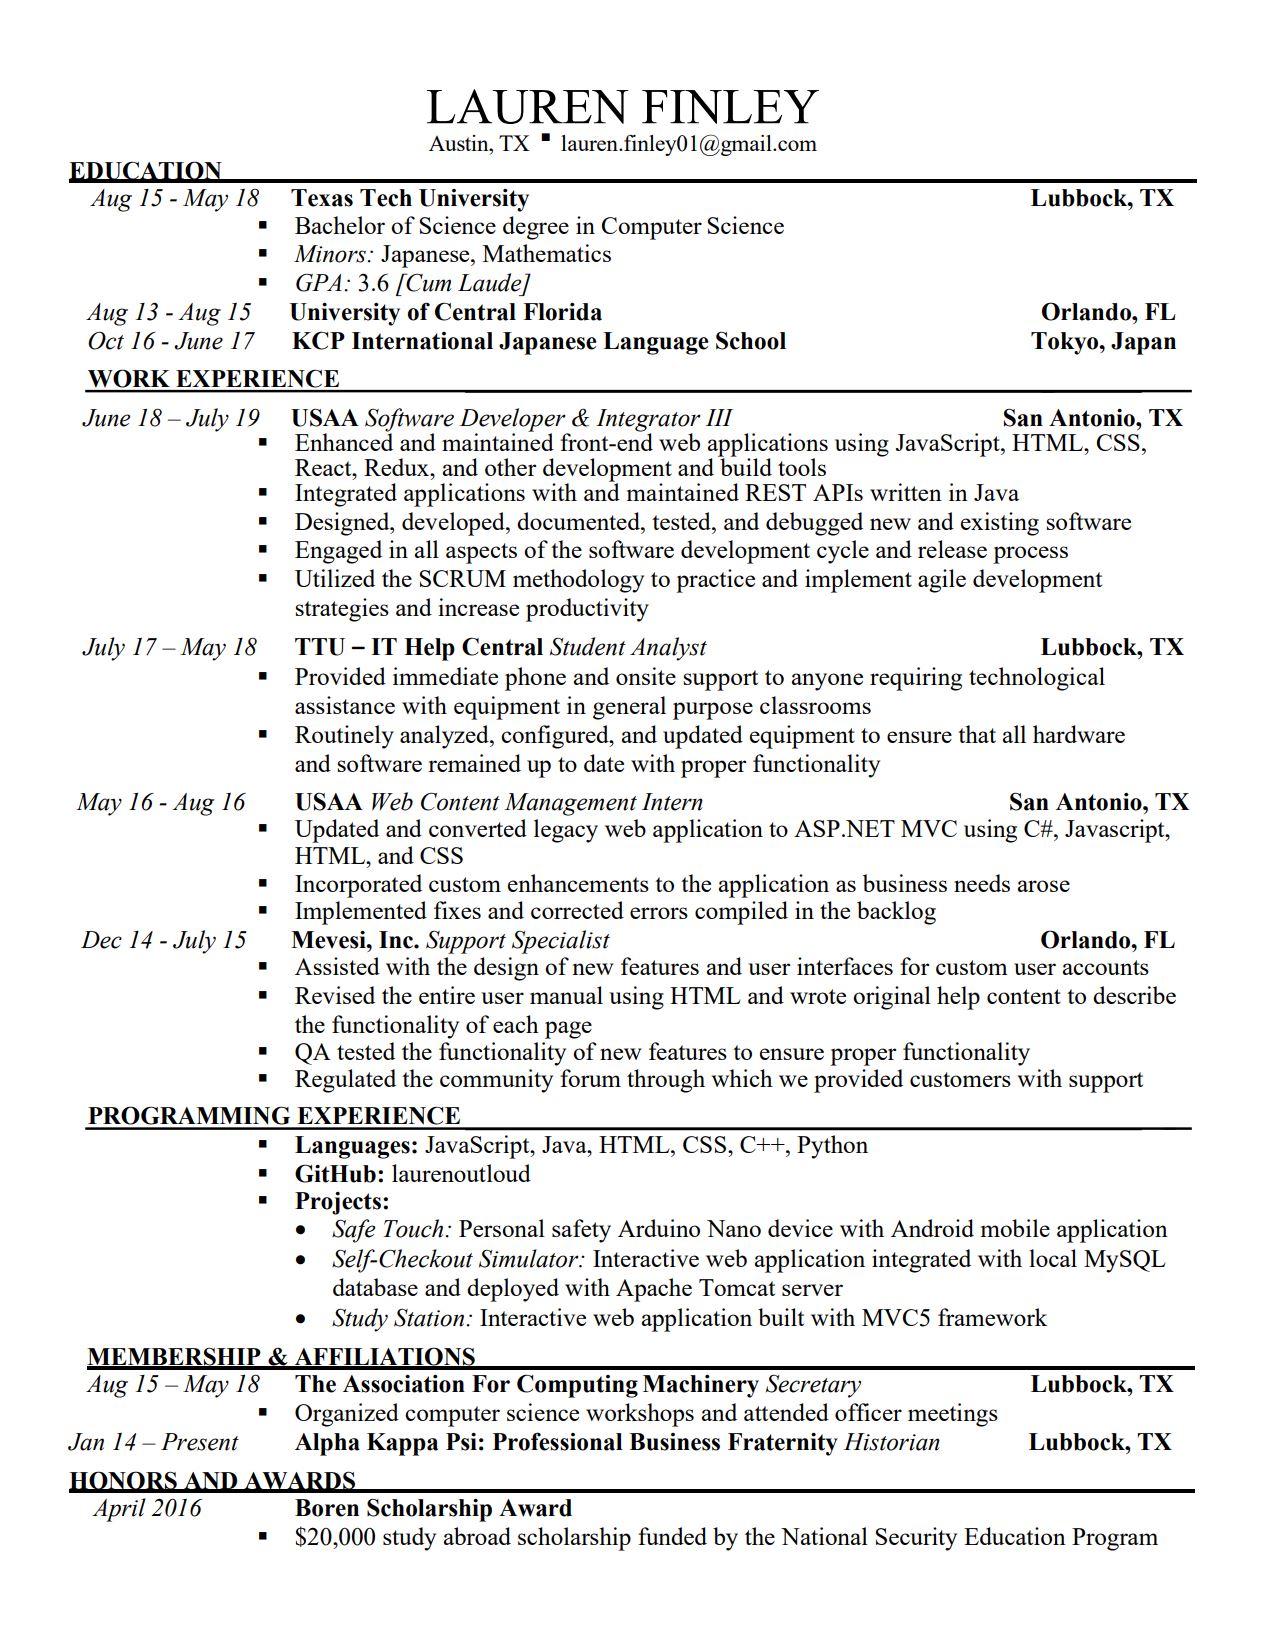 LAUREN FINLEY
Austin, TX ▪ lauren.finley01@gmail.com
EDUCATION
Aug 15 - May 18 Texas Tech University Lubbock, TX
▪ Bachelor of Science degree in Computer Science
▪ Minors: Japanese, Mathematics
▪ GPA: 3.6 [Cum Laude]
Aug 13 - Aug 15 University of Central Florida Orlando, FL
Oct 16 - June 17 KCP International Japanese Language School Tokyo, Japan
WORK EXPERIENCE
June 18 – July 19 USAA Software Developer & Integrator III San Antonio, TX
▪ Enhanced and maintained front-end web applications using JavaScript, HTML, CSS,
React, Redux, and other development and build tools
▪ Integrated applications with and maintained REST APIs written in Java
▪ Designed, developed, documented, tested, and debugged new and existing software
▪ Engaged in all aspects of the software development cycle and release process
▪ Utilized the SCRUM methodology to practice and implement agile development
strategies and increase productivity
July 17 – May 18 TTU – IT Help Central Student Analyst Lubbock, TX
▪ Provided immediate phone and onsite support to anyone requiring technological
assistance with equipment in general purpose classrooms
▪ Routinely analyzed, configured, and updated equipment to ensure that all hardware
and software remained up to date with proper functionality
May 16 - Aug 16 USAA Web Content Management Intern San Antonio, TX
▪ Updated and converted legacy web application to ASP.NET MVC using C#, Javascript,
HTML, and CSS
▪ Incorporated custom enhancements to the application as business needs arose
▪ Implemented fixes and corrected errors compiled in the backlog
Dec 14 - July 15 Mevesi, Inc. Support Specialist Orlando, FL
▪ Assisted with the design of new features and user interfaces for custom user accounts
▪ Revised the entire user manual using HTML and wrote original help content to describe
the functionality of each page
▪ QA tested the functionality of new features to ensure proper functionality
▪ Regulated the community forum through which we provided customers with support
PROGRAMMING EXPERIENCE
▪ Languages: JavaScript, Java, HTML, CSS, C++, Python
▪ GitHub: laurenoutloud
▪ Projects:
• Safe Touch: Personal safety Arduino Nano device with Android mobile application
• Self-Checkout Simulator: Interactive web application integrated with local MySQL
database and deployed with Apache Tomcat server
• Study Station: Interactive web application built with MVC5 framework
MEMBERSHIP & AFFILIATIONS
Aug 15 – May 18 The Association For Computing Machinery Secretary Lubbock, TX
▪ Organized computer science workshops and attended officer meetings
Jan 14 – Present Alpha Kappa Psi: Professional Business Fraternity Historian Lubbock, TX
HONORS AND AWARDS
April 2016 Boren Scholarship Award
▪ $20,000 study abroad scholarship funded by the National Security Education Program